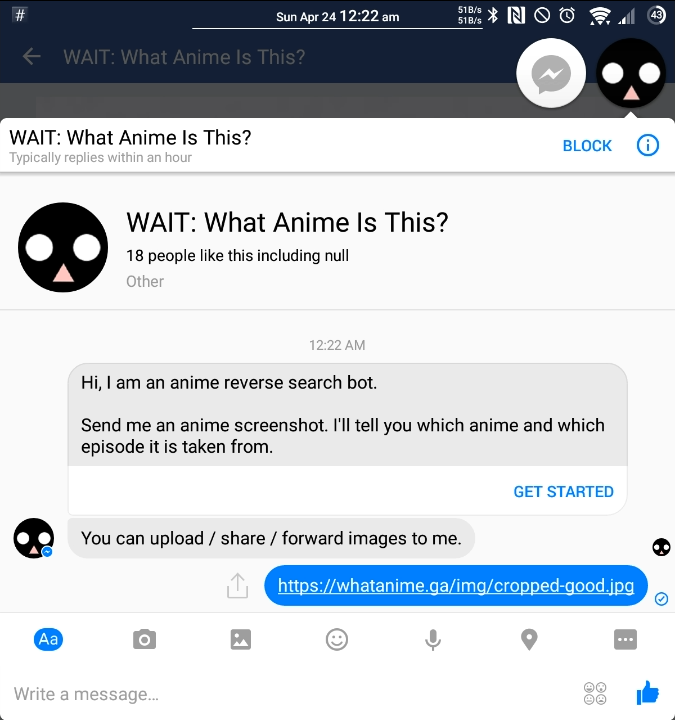 #
Sun Apr 24 12:22 am
51B/s
51B/s
43
WAIT: What Anime Is This?
WAIT: What Anime Is This?
Typically replies within an hour
BLOCK
WAIT: What Anime Is This?
18 people like this including null
Other
12:22 AM
Hi, I am an anime reverse search bot.
Send me an anime screenshot. I'll tell you which anime and which
episode it is taken from.
GET STARTED
You can upload / share / forward images to me.
https://whatanime.ga/img/cropped-good.jpg
Aa
Write a message...